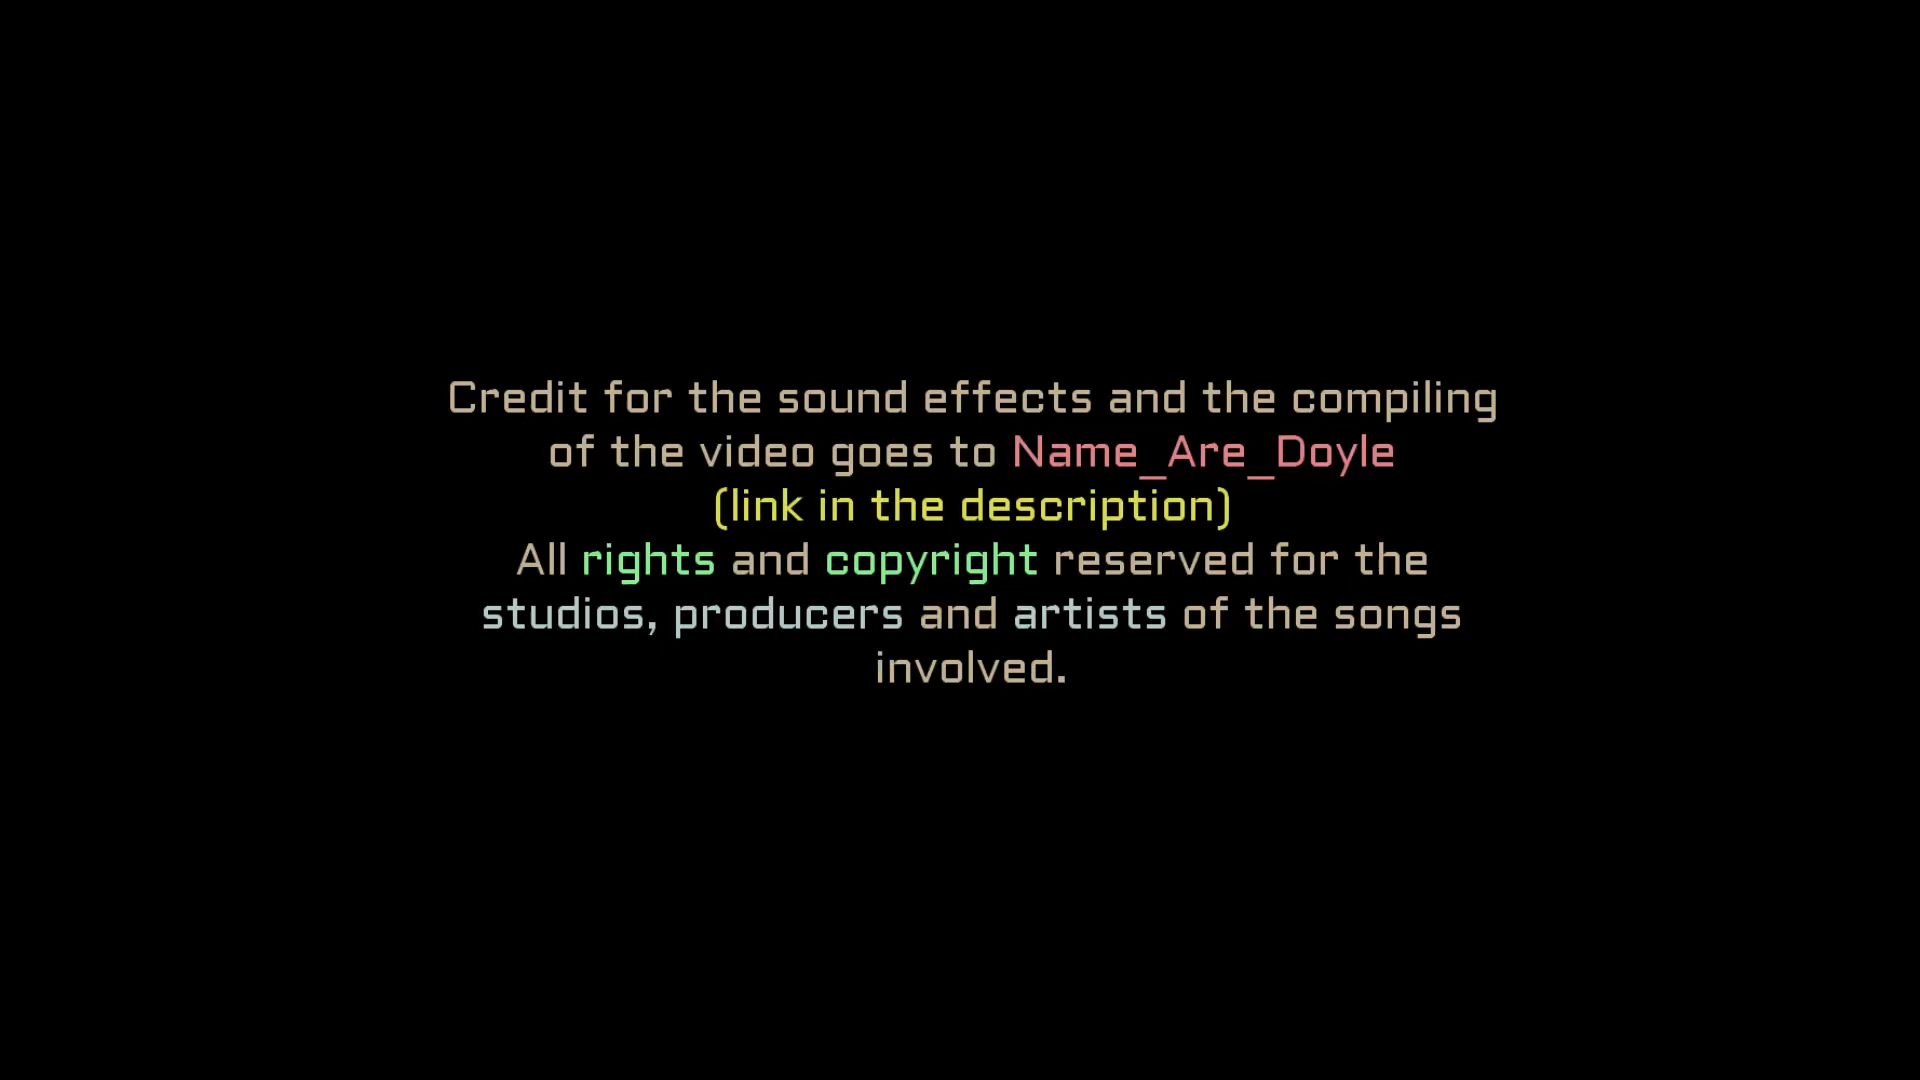 Credit for the sound effects and the compiling
of the video goes to Name_Are_Doyle
(link in the description)
All rights and copyright reserved for the
studios, producers and artists of the songs
involved.